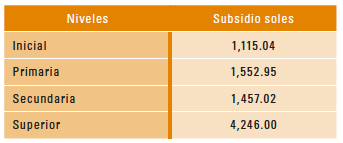 Niveles Subsidio soles
Inicial 1,115.04
Primaria 1,552.95
Secundaria 1,457.02
Superior 4,246.00